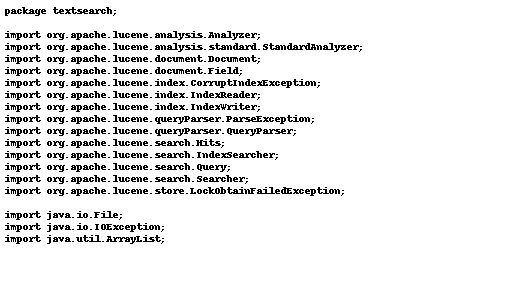 package textsearch;
import org.apache.lucene.analysis.Analyzer;
import org.apache.lucene.analysis.standard.StandardAnalyzer;
import org.apache.lucene.document.Document;
import org.apache.lucene.document.Field;
import org.apache.lucene.index.CorruptIndexException;
import org.apache.lucene.index.IndexReader;
import org.apache.lucene.index.IndexWriter;
import org.apache.lucene.queryParser.ParseException;
import org.apache.lucene.queryParser.QueryParser;
import org.apache.lucene.search.Hits;
import org.apache.lucene.search.IndexSearcher;
import org.apache.lucene.search.Query;
import org.apache.lucene.search.Searcher;
import org.apache.lucene.store.LockObtainFailedException;
import java.io.File;
import java.io.IOException;
import java.util.ArrayList;